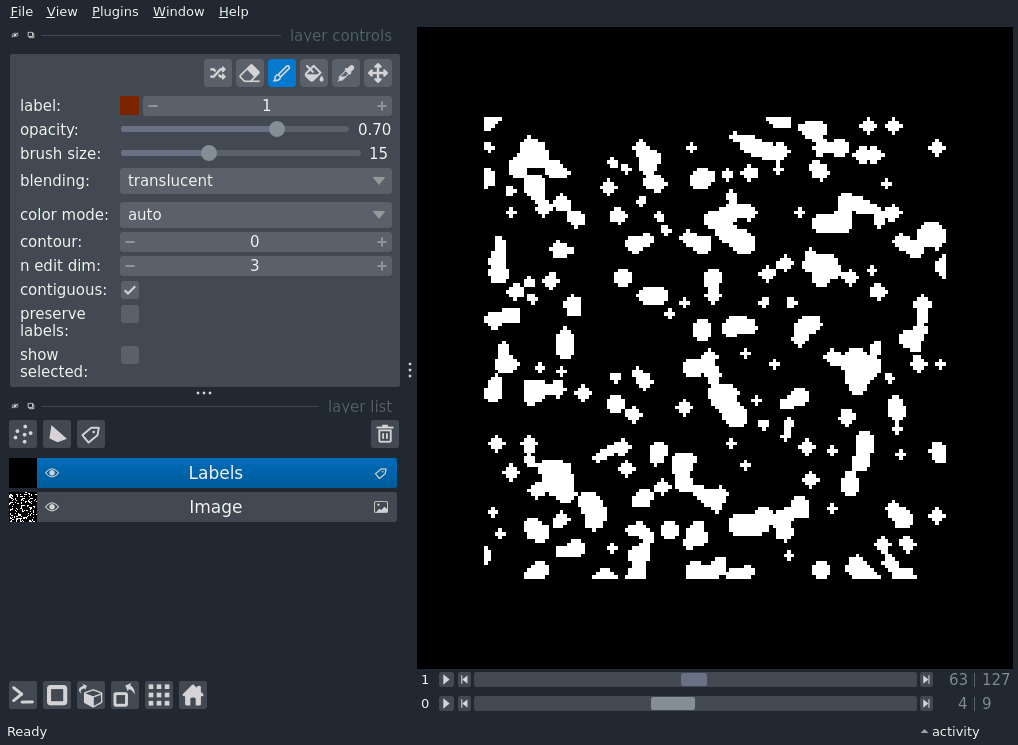 File View Plugins Window Help
layer controls
label: 1
opacity: 0.70
brush size: 15
blending: translucent
color mode: auto
contour: 0
n edit dim: 3
contiguous:
preserve
labels:
show
selected:
layer list
Labels
Image
1 63 | 127
0 4 | 9
Ready activity